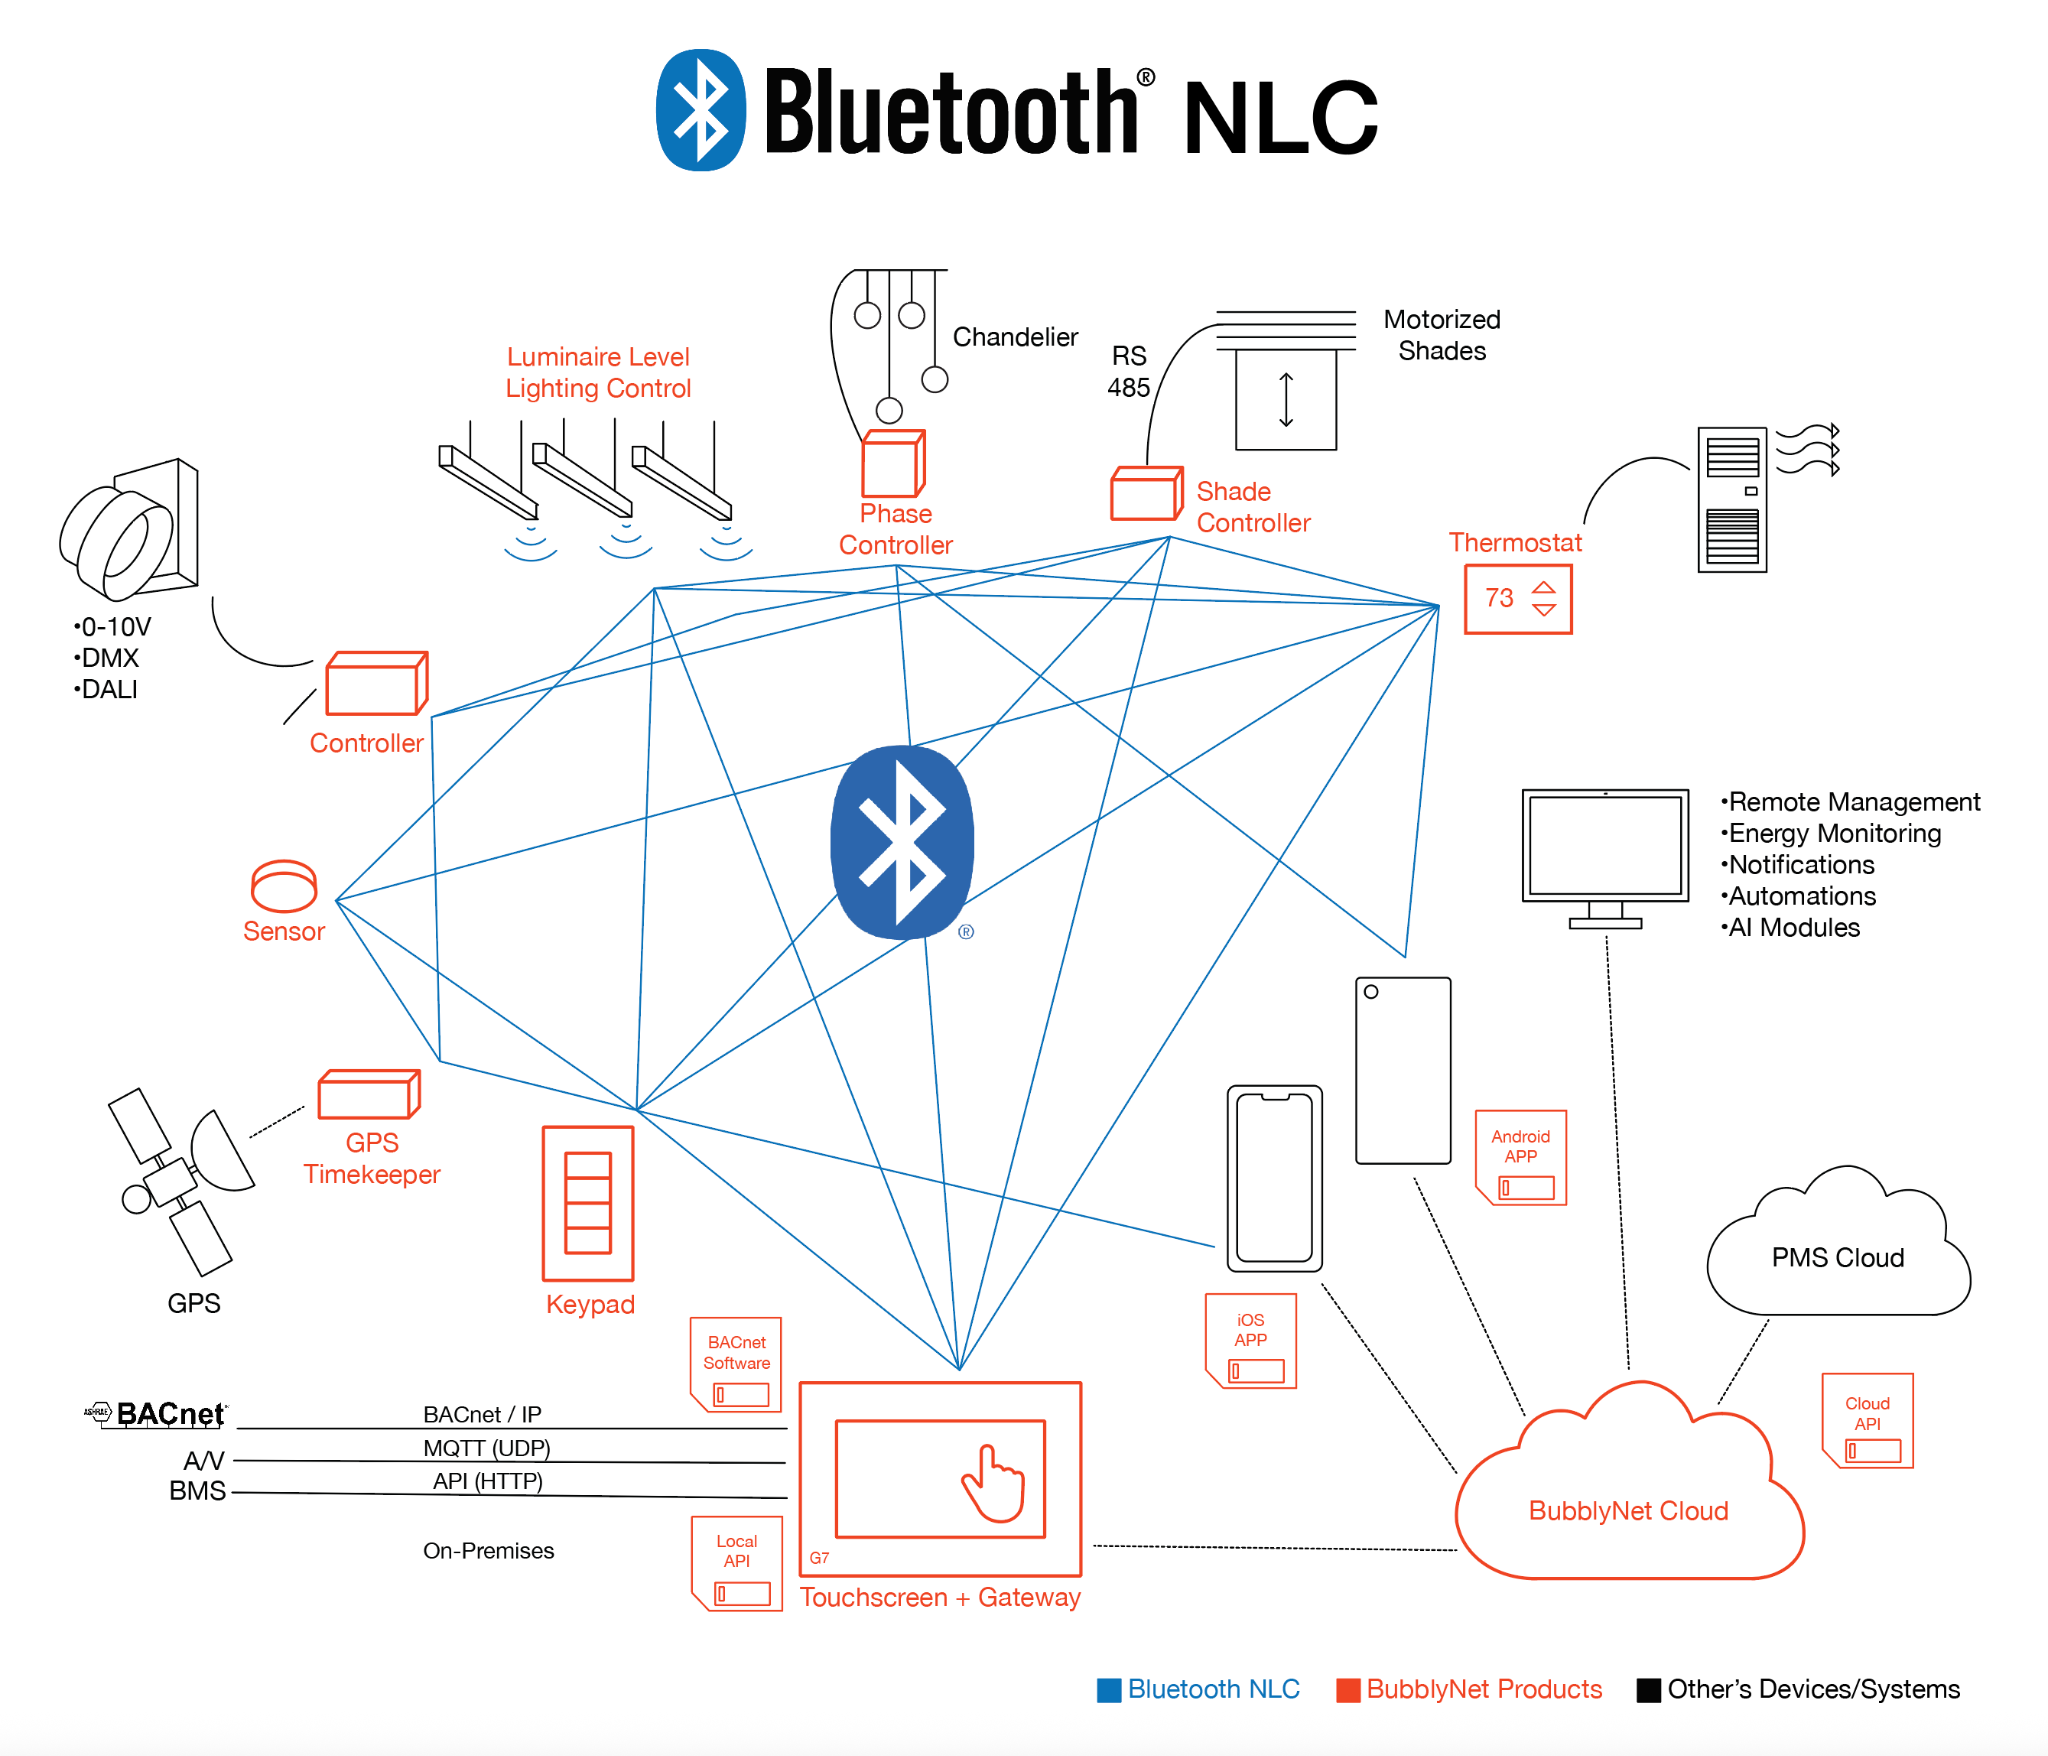 Bluetooth® NLC
Chandelier
Motorized
Shades
RS
485
Luminaire Level
Lighting Control
Phase
Controller
Shade
Controller
Thermostat
73
•0-10V
•DMX
•DALI
Controller
•Remote Management
•Energy Monitoring
•Notifications
•Automations
•AI Modules
Sensor
®
GPS
Timekeeper
GPS
Keypad
Android
APP
PMS Cloud
iOS
APP
BACnet
Software
Cloud
API
ASHRAE BACnet
BACnet / IP
A/V
MQTT (UDP)
BMS
API (HTTP)
On-Premises
Local
API
G7
Touchscreen + Gateway
BubblyNet Cloud
Bluetooth NLC
BubblyNet Products
Other's Devices/Systems